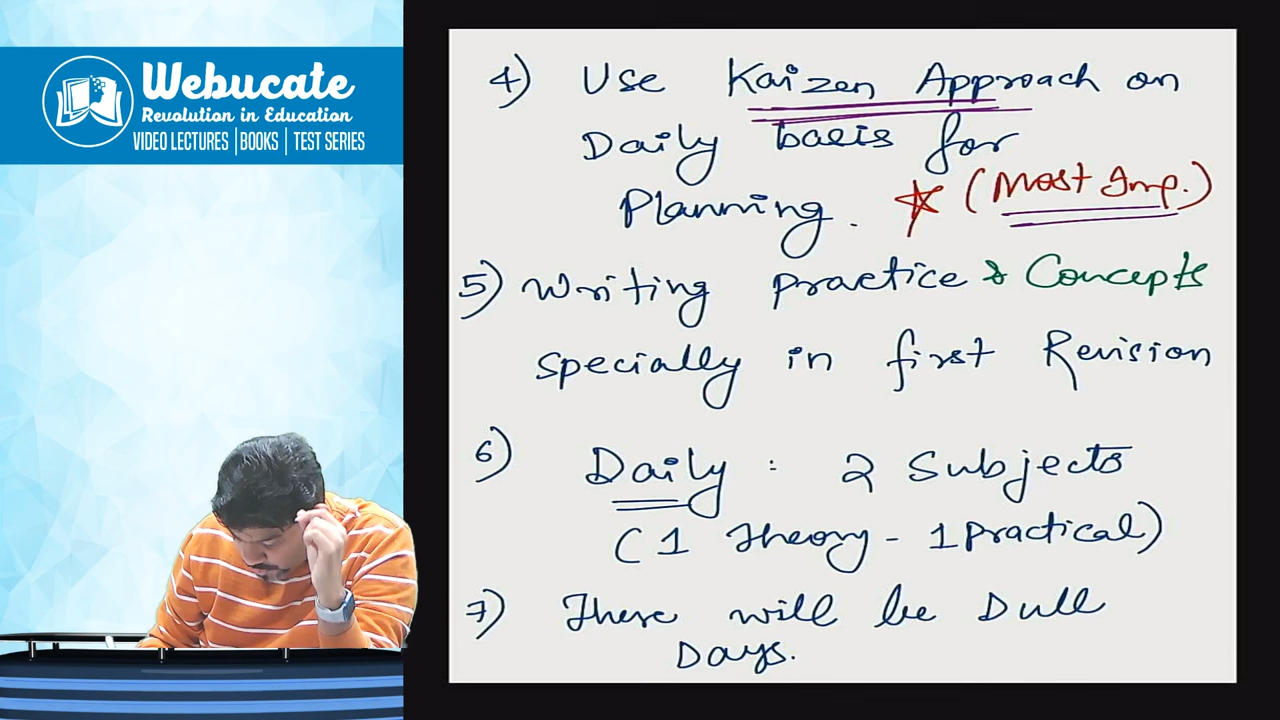 Webucate
Revolution in Education
VIDEO LECTURES | BOOKS | TEST SERIES
4) Use Kaizen Approach on
Daily basis for
Planning. (Most Imp.)
5) Writing practice & Concepts
specially in first Revision
6) Daily : 2 Subjects
(1 Theory - 1 Practical)
7) There will be Dull
Days.